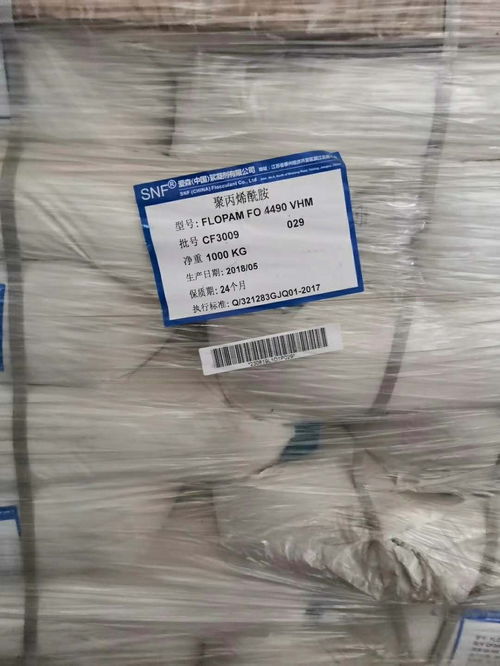 SNF® 爱森(中国)絮凝剂有限公司
SNF (CHINA) Flocculant Co., Ltd
聚丙烯酰胺
型号: FLOPAM FO 4490 VHM
批号 CF3009 029
净重 1000 KG
生产日期: 2018/05
保质期: 24个月
执行标准: Q/321283GJQ01-2017